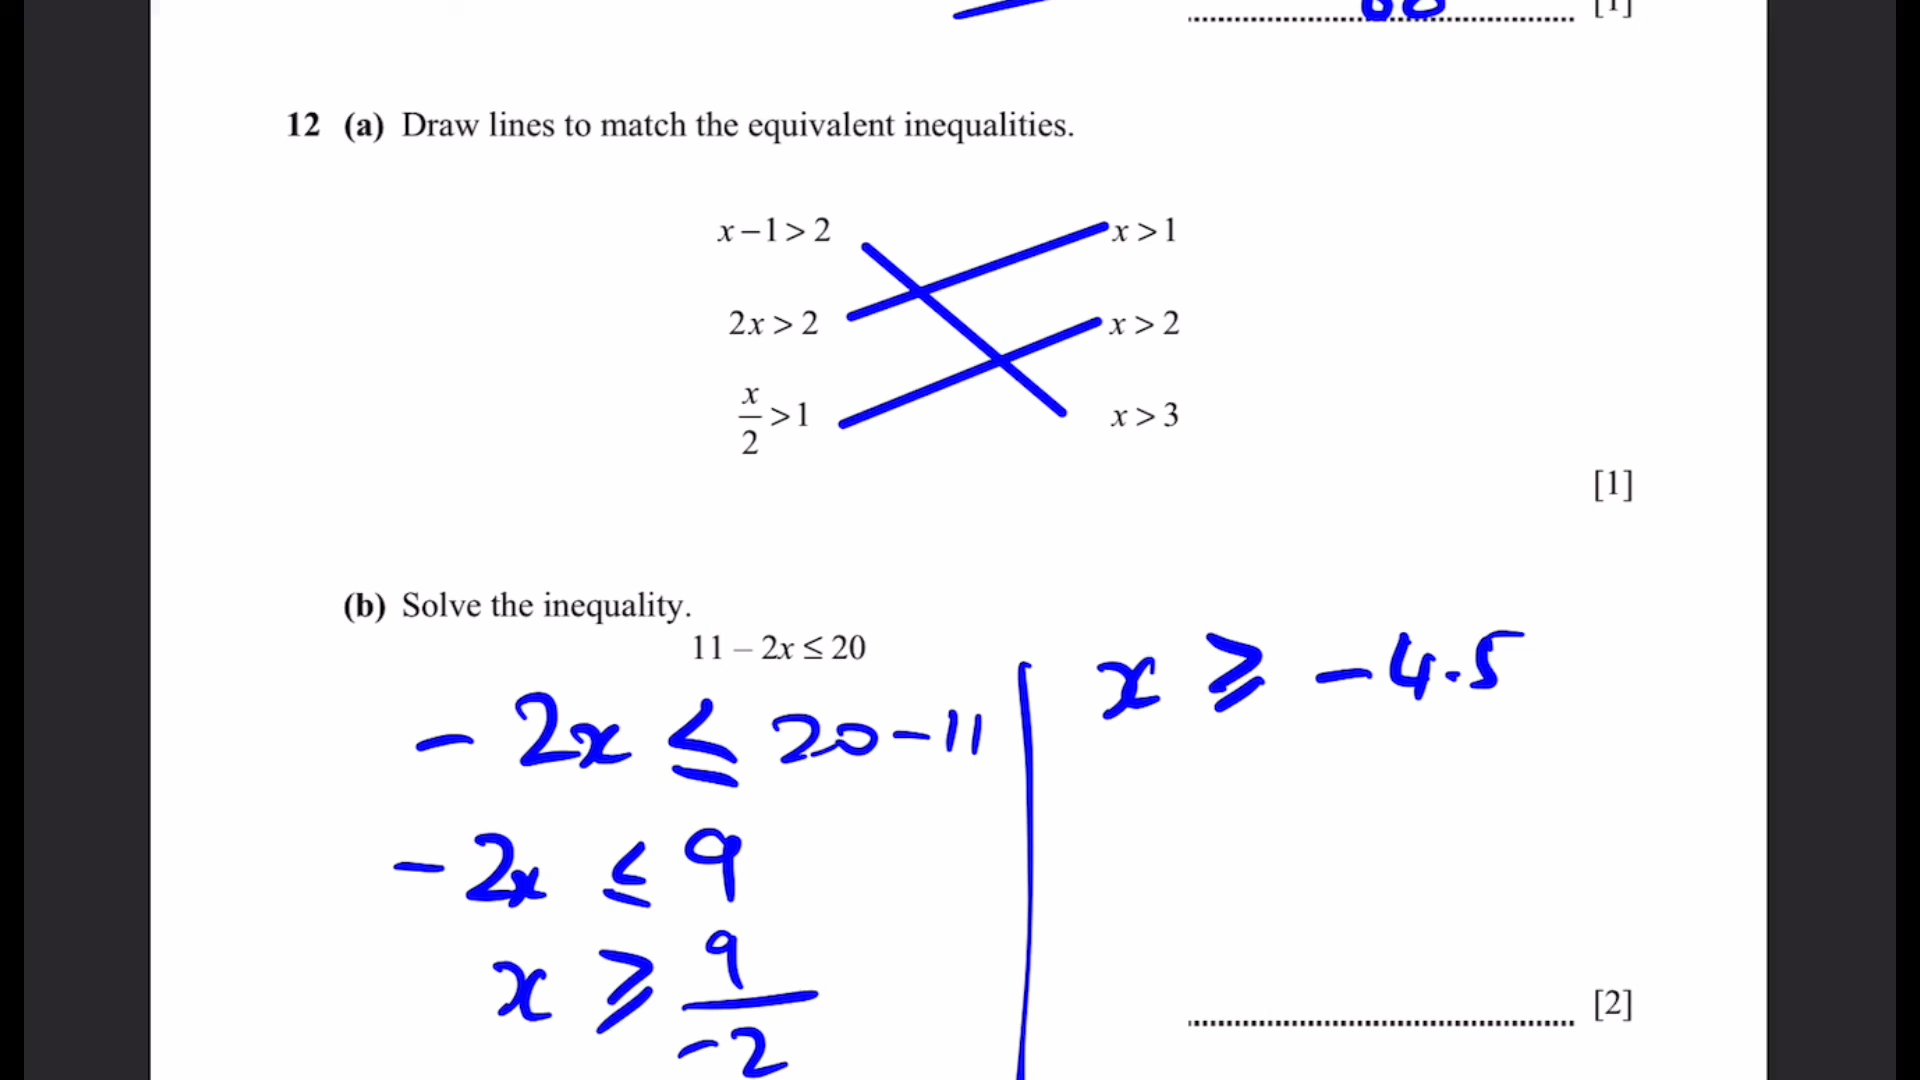 [1]
12 (a) Draw lines to match the equivalent inequalities.
x − 1 > 2    x > 1
2x > 2    x > 2
x/2 > 1    x > 3
[1]
(b) Solve the inequality.
11 – 2x ≤ 20
− 2x ≤ 20 − 11
− 2x ≤ 9
x ≥ 9/−2
x ≥ − 4.5
[2]